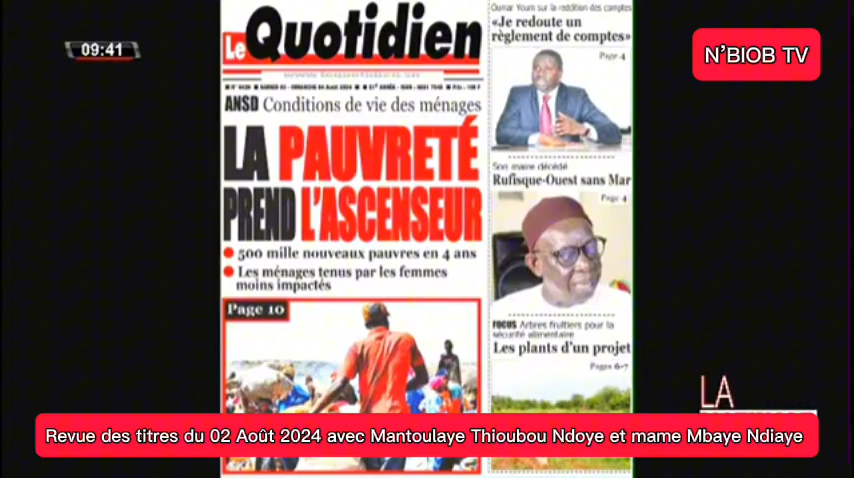 09:41
Le Quotidien
ANSD Conditions de vie des ménages
LA PAUVRETÉ
PREND L'ASCENSEUR
500 mille nouveaux pauvres en 4 ans
Les ménages tenus par les femmes
moins impactés
Page 10
Oumar Youm sur la reddition des comptes
«Je redoute un
règlement de comptes»
Page 4
Son maire décédé
Rufisque-Ouest sans Mar
Page 4
FOCUS Arbres fruitiers pour la
sécurité alimentaire
Les plants d'un projet
Pages 6-7
N'BIOB TV
LA
Revue des titres du 02 Août 2024 avec Mantoulaye Thioubou Ndoye et mame Mbaye Ndiaye